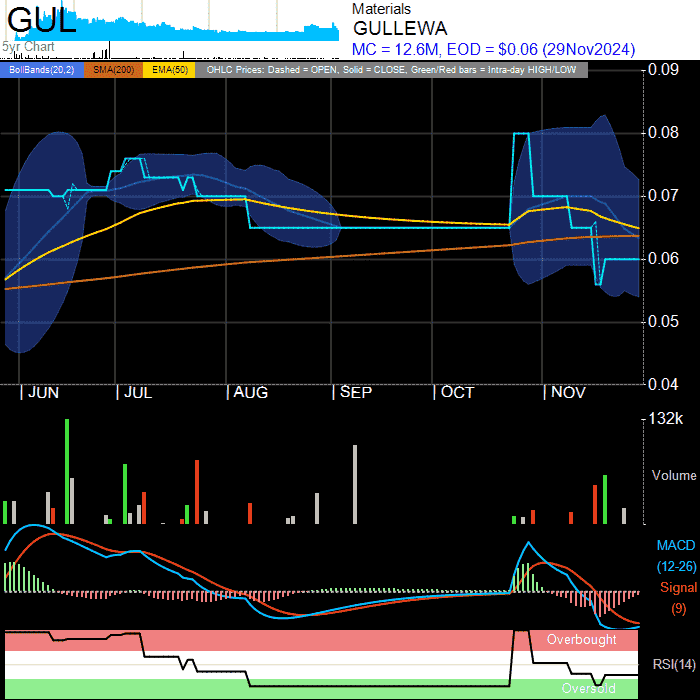 GUL
Materials
GULLEWA
5yr Chart
MC = 12.6M, EOD = $0.06 (29Nov2024)
BollBands(20,2) SMA(200) EMA(50) OHLC Prices: Dashed = OPEN, Solid = CLOSE, Green/Red bars = Intra-day HIGH/LOW
0.09
0.08
0.07
0.06
0.05
0.04
JUN JUL AUG SEP OCT NOV
132k
Volume
MACD
(12-26)
Signal
(9)
Overbought
RSI(14)
Oversold